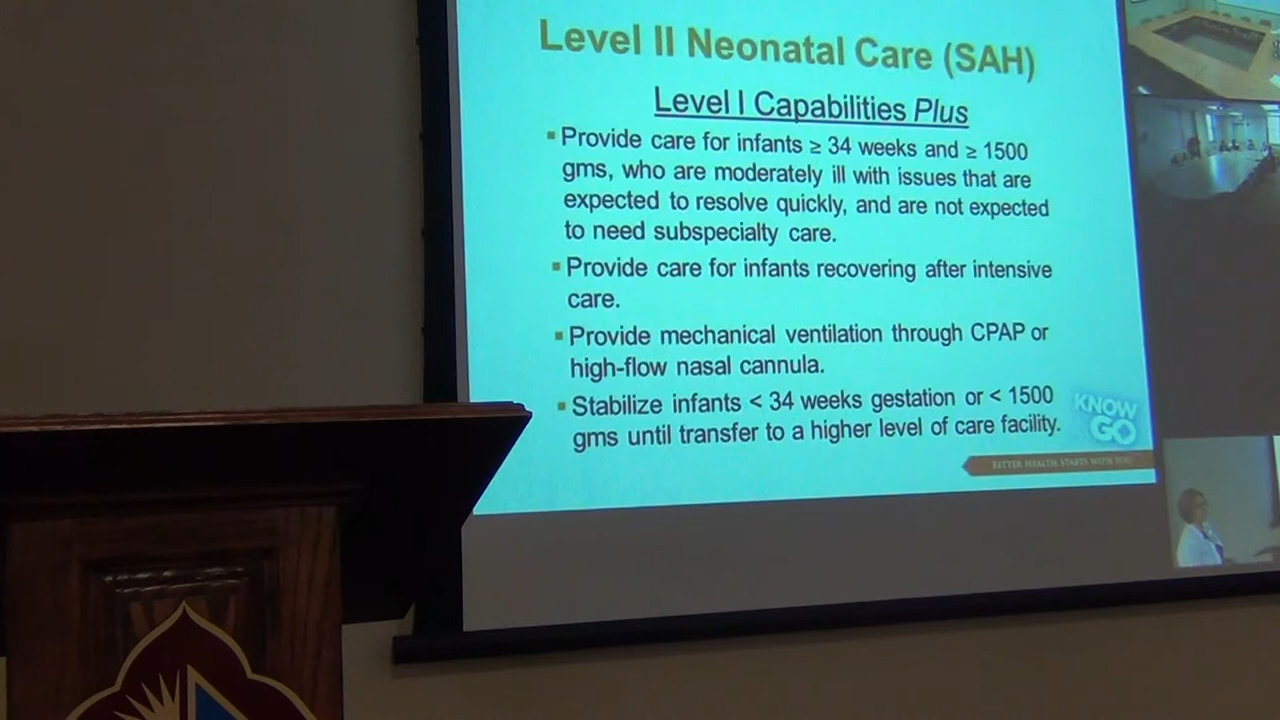 Level II Neonatal Care (SAH)
Level I Capabilities Plus
Provide care for infants ≥ 34 weeks and ≥ 1500
gms, who are moderately ill with issues that are
expected to resolve quickly, and are not expected
to need subspecialty care.
Provide care for infants recovering after intensive
care.
Provide mechanical ventilation through CPAP or
high-flow nasal cannula.
Stabilize infants < 34 weeks gestation or < 1500
gms until transfer to a higher level of care facility.
KNOW
GO
BETTER HEALTH STARTS WITH YOU